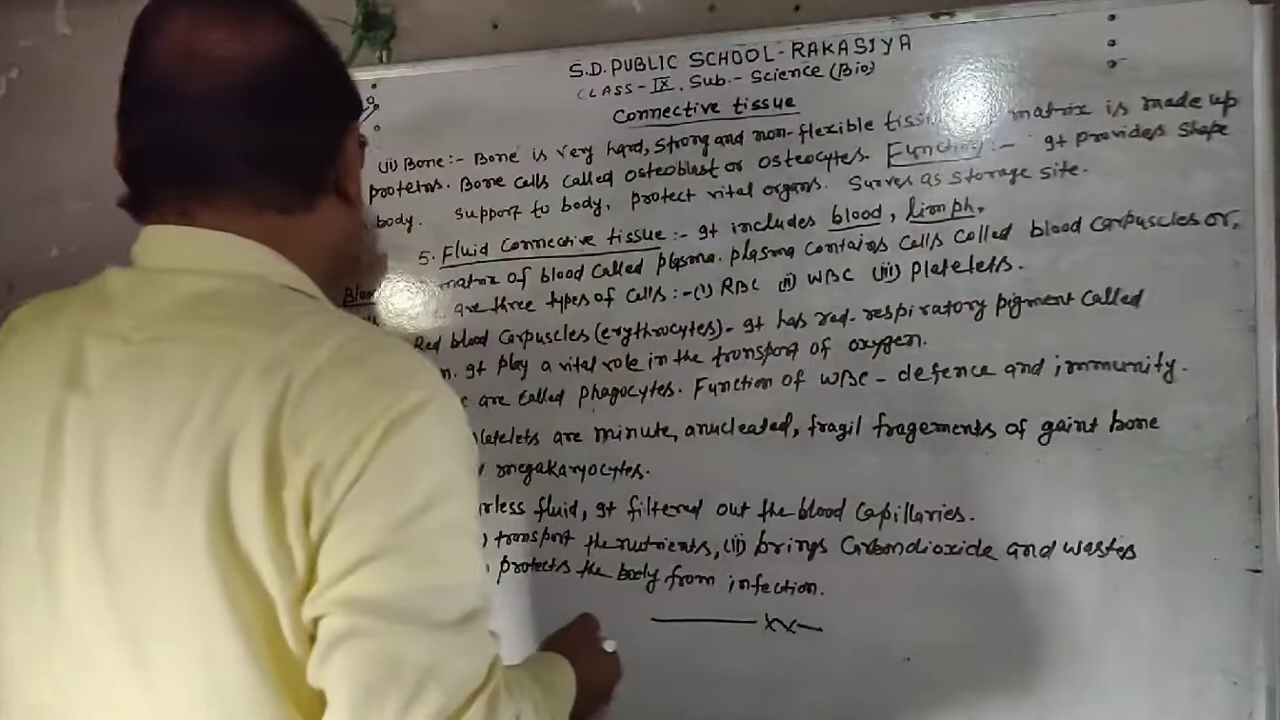 S.D. PUBLIC SCHOOL - RAKASIYA
CLASS - IX. Sub.- Science (Bio)
Connective tissue
(ii) Bone:- Bone is very hard, strong and non-flexible matrix is made up
proteins. Bone cells called osteoblast or osteocytes. Function:- It provides shape
body. support to body, protect vital organs. Surves as storage site.
5. Fluid connective tissue:- It includes blood, limph.
matrix of blood called plasma. plasma contains cells called blood corpuscles or,
are three types of cells:- (i) RBC (ii) WBC (iii) platelets.
Red blood corpuscles (erythrocytes)- It has red. respiratory pigment called
It play a vital role in the transport of oxygen.
are called phagocytes. Function of WBC - defence and immunity.
are minute, anucleated, fragil fragements of gaint bone
megakaryocytes.
fluid, It filtered out the blood capillaries.
transport the nutrients, (ii) brings carbondioxide and wastes
protects the body from infection.